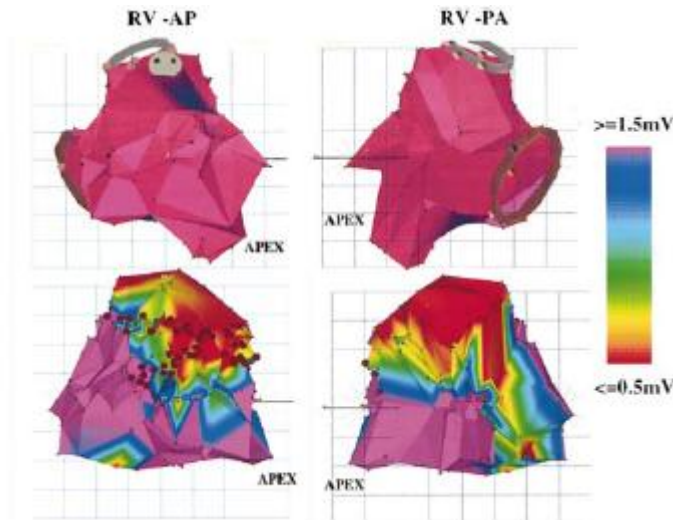 RV -AP
RV -PA
>=1.5mV
APEX
APEX
<=0.5mV
APEX
APEX